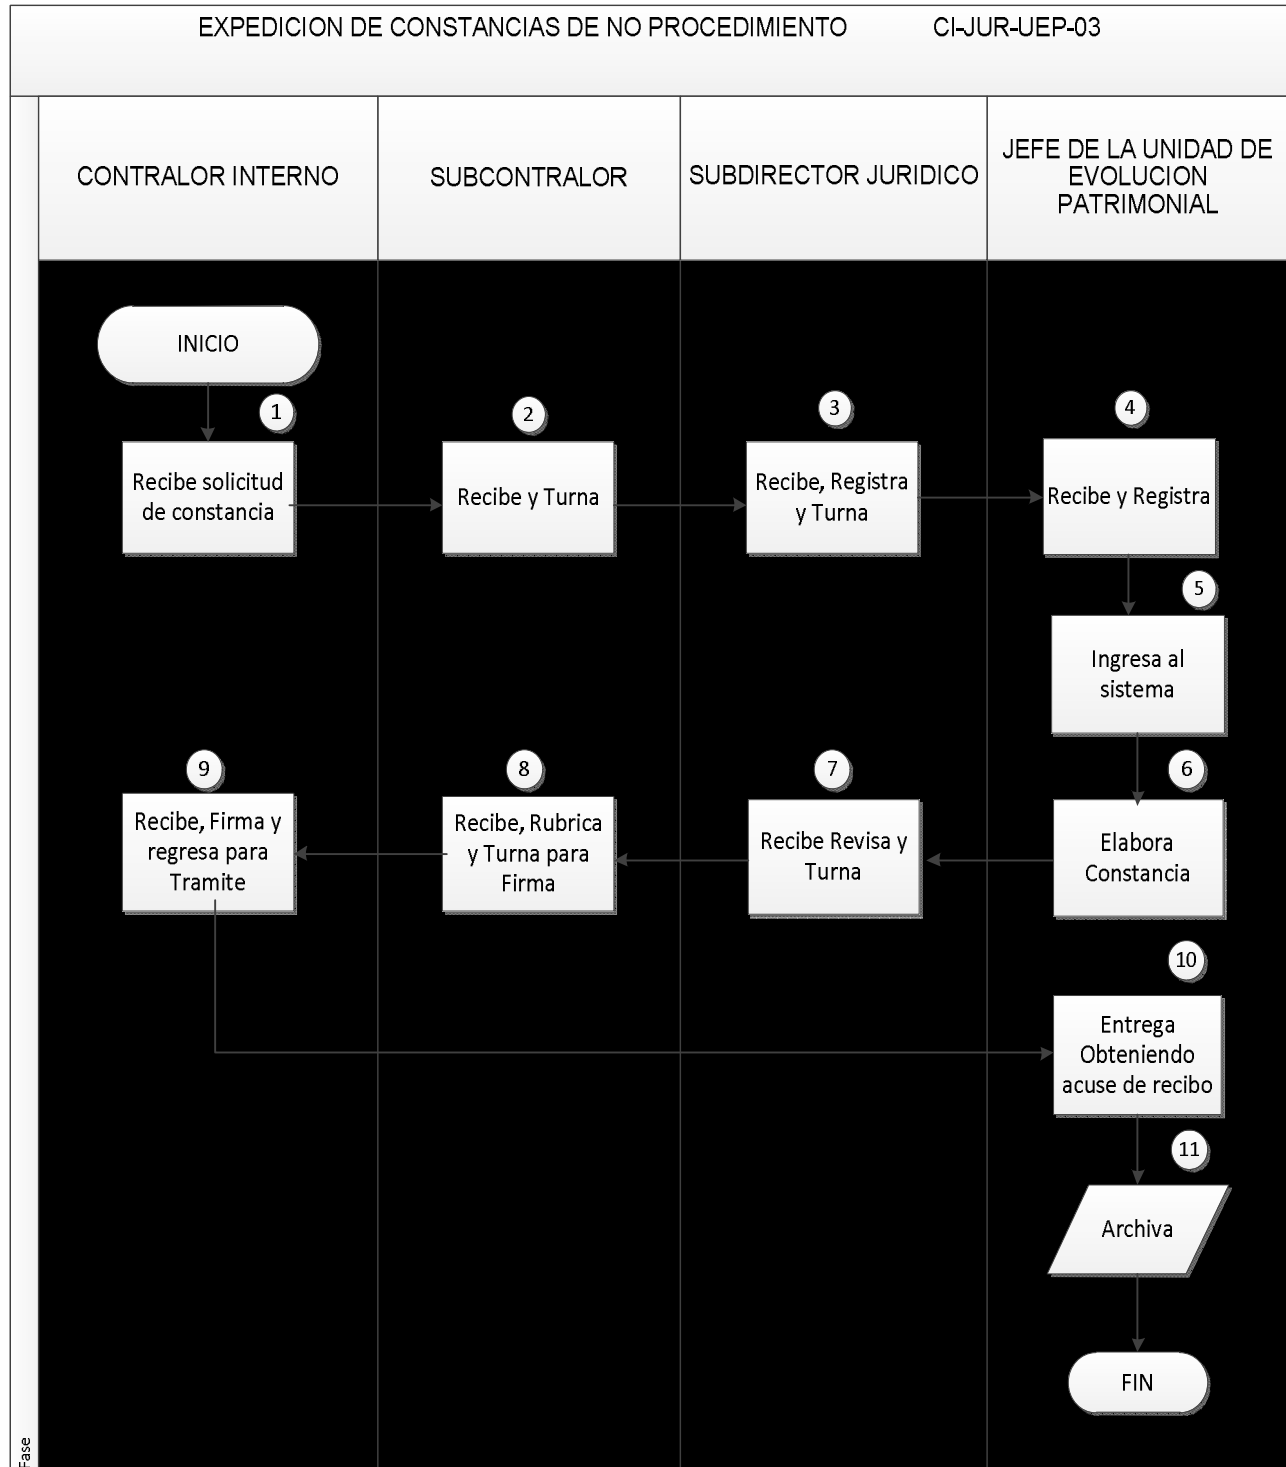 EXPEDICION DE CONSTANCIAS DE NO PROCEDIMIENTO CI-JUR-UEP-03
CONTRALOR INTERNO
SUBCONTRALOR
SUBDIRECTOR JURIDICO
JEFE DE LA UNIDAD DE
EVOLUCION
PATRIMONIAL
INICIO
1
2
3
4
Recibe solicitud
de constancia
Recibe y Turna
Recibe, Registra
y Turna
Recibe y Registra
5
Ingresa al
sistema
9
8
7
6
Recibe, Firma y
regresa para
Tramite
Recibe, Rubrica
y Turna para
Firma
Recibe Revisa y
Turna
Elabora
Constancia
10
Entrega
Obteniendo
acuse de recibo
11
Archiva
FIN
Fase